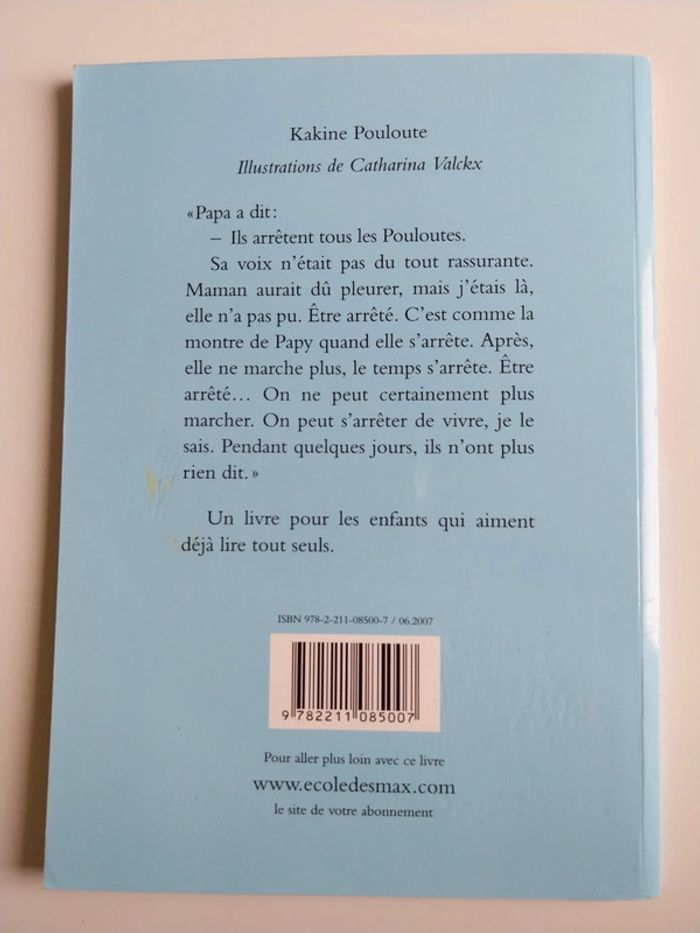 Kakine Pouloute
Illustrations de Catharina Valckx
« Papa a dit :
– Ils arrêtent tous les Pouloutes.
Sa voix n'était pas du tout rassurante.
Maman aurait dû pleurer, mais j'étais là,
elle n'a pas pu. Être arrêté. C'est comme la
montre de Papy quand elle s'arrête. Après,
elle ne marche plus, le temps s'arrête. Être
arrêté… On ne peut certainement plus
marcher. On peut s'arrêter de vivre, je le
sais. Pendant quelques jours, ils n'ont plus
rien dit. »
Un livre pour les enfants qui aiment
déjà lire tout seuls.
ISBN 978-2-211-08500-7 / 06.2007
9 782211 085007
Pour aller plus loin avec ce livre
www.ecoledesmax.com
le site de votre abonnement